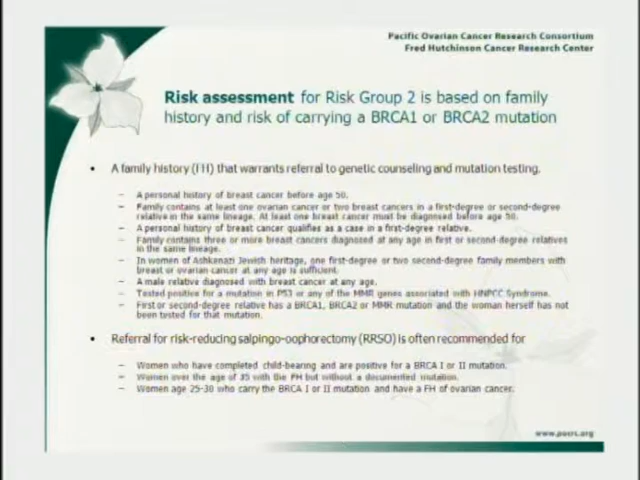 Pacific Ovarian Cancer Research Consortium
Fred Hutchinson Cancer Research Center
Risk assessment for Risk Group 2 is based on family
history and risk of carrying a BRCA1 or BRCA2 mutation
• A family history (FH) that warrants referral to genetic counseling and mutation testing.
– A personal history of breast cancer before age 50.
– Family contains at least one ovarian cancer or two breast cancers in a first-degree or second-degree
relative in the same lineage. At least one breast cancer must be diagnosed before age 50.
– A personal history of breast cancer qualifies as a case in a first-degree relative.
– Family contains three or more breast cancers diagnosed at any age in first or second-degree relatives
in the same lineage.
– In women of Ashkenazi Jewish heritage, one first-degree or two second-degree family members with
breast or ovarian cancer at any age is sufficient.
– A male relative diagnosed with breast cancer at any age.
– Tested positive for a mutation in P53 or any of the MMR genes associated with HNPCC Syndrome.
– First or second-degree relative has a BRCA1, BRCA2 or MMR mutation and the woman herself has not
been tested for that mutation.
• Referral for risk-reducing salpingo-oophorectomy (RRSO) is often recommended for
– Women who have completed child-bearing and are positive for a BRCA I or II mutation.
– Women over the age of 35 with the FH but without a documented mutation.
– Women age 25-30 who carry the BRCA I or II mutation and have a FH of ovarian cancer.
www.pocrc.org